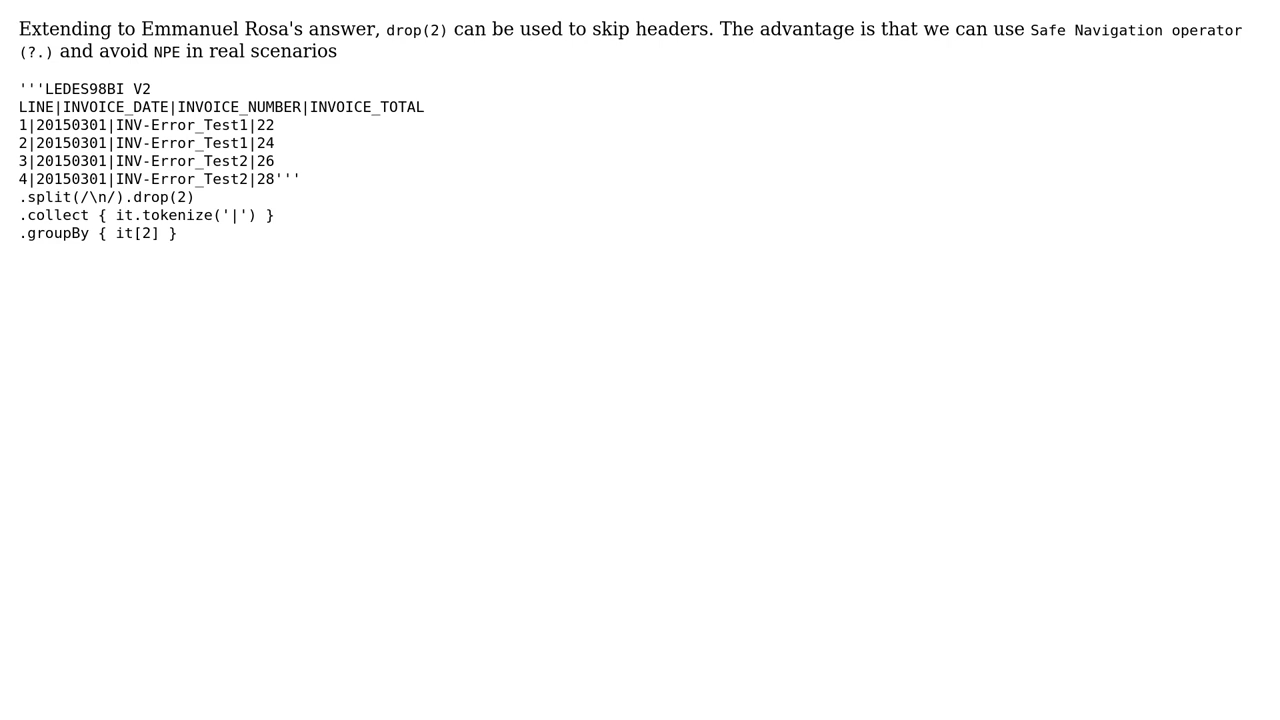 Extending to Emmanuel Rosa's answer, drop(2) can be used to skip headers. The advantage is that we can use Safe Navigation operator
(?.) and avoid NPE in real scenarios
'''LEDES98BI V2
LINE|INVOICE_DATE|INVOICE_NUMBER|INVOICE_TOTAL
1|20150301|INV-Error_Test1|22
2|20150301|INV-Error_Test1|24
3|20150301|INV-Error_Test2|26
4|20150301|INV-Error_Test2|28'''
.split(/\n/).drop(2)
.collect { it.tokenize('|') }
.groupBy { it[2] }